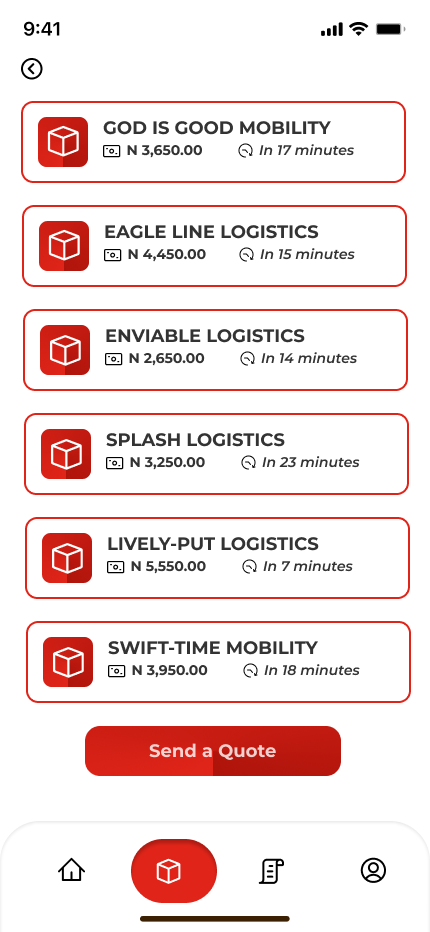 9:41
GOD IS GOOD MOBILITY
N 3,650.00 In 17 minutes
EAGLE LINE LOGISTICS
N 4,450.00 In 15 minutes
ENVIABLE LOGISTICS
N 2,650.00 In 14 minutes
SPLASH LOGISTICS
N 3,250.00 In 23 minutes
LIVELY-PUT LOGISTICS
N 5,550.00 In 7 minutes
SWIFT-TIME MOBILITY
N 3,950.00 In 18 minutes
Send a Quote